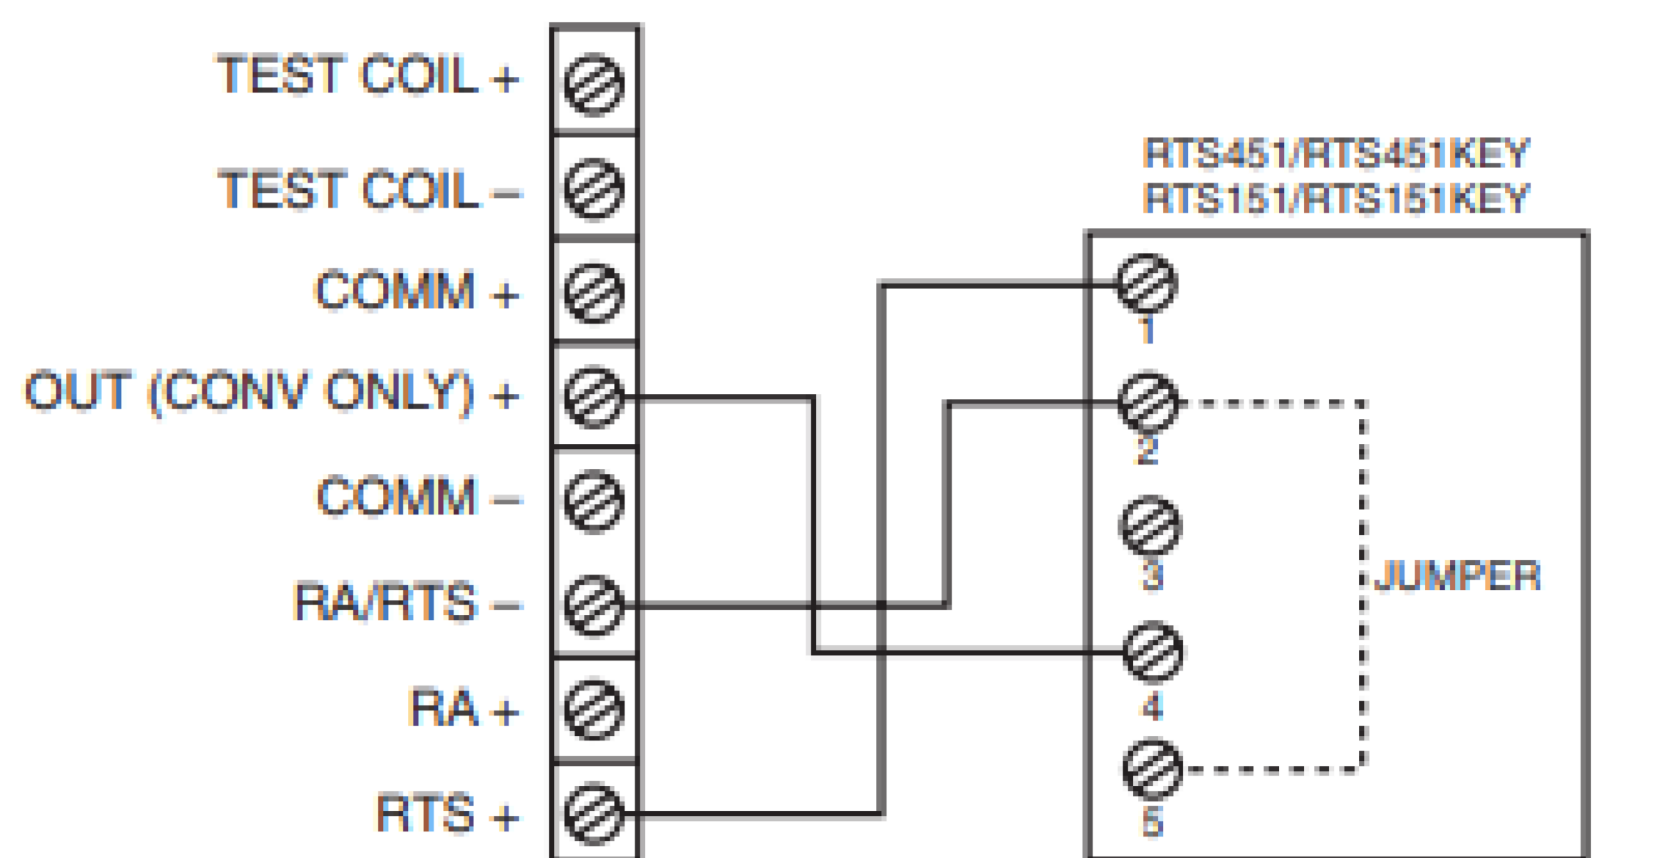 TEST COIL +
TEST COIL –
COMM +
OUT (CONV ONLY) +
COMM –
RA/RTS –
RA +
RTS +
RTS451/RTS451KEY
RTS151/RTS151KEY
1
2
3
4
5
JUMPER